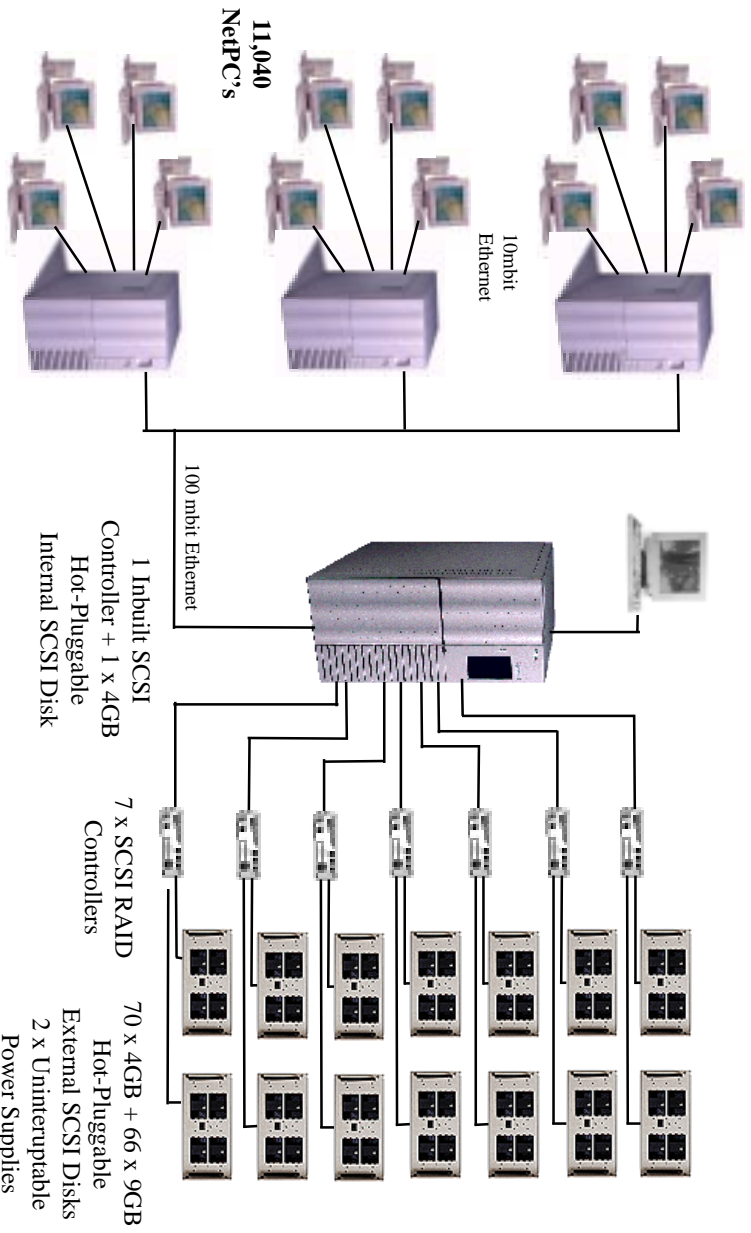 11,040
NetPC's
10mbit
Ethernet
100 mbit Ethernet
1 Inbuilt SCSI
Controller + 1 x 4GB
Hot-Pluggable
Internal SCSI Disk
7 x SCSI RAID
Controllers
70 x 4GB + 66 x 9GB
Hot-Pluggable
External SCSI Disks
2 x Uninteruptable
Power Supplies